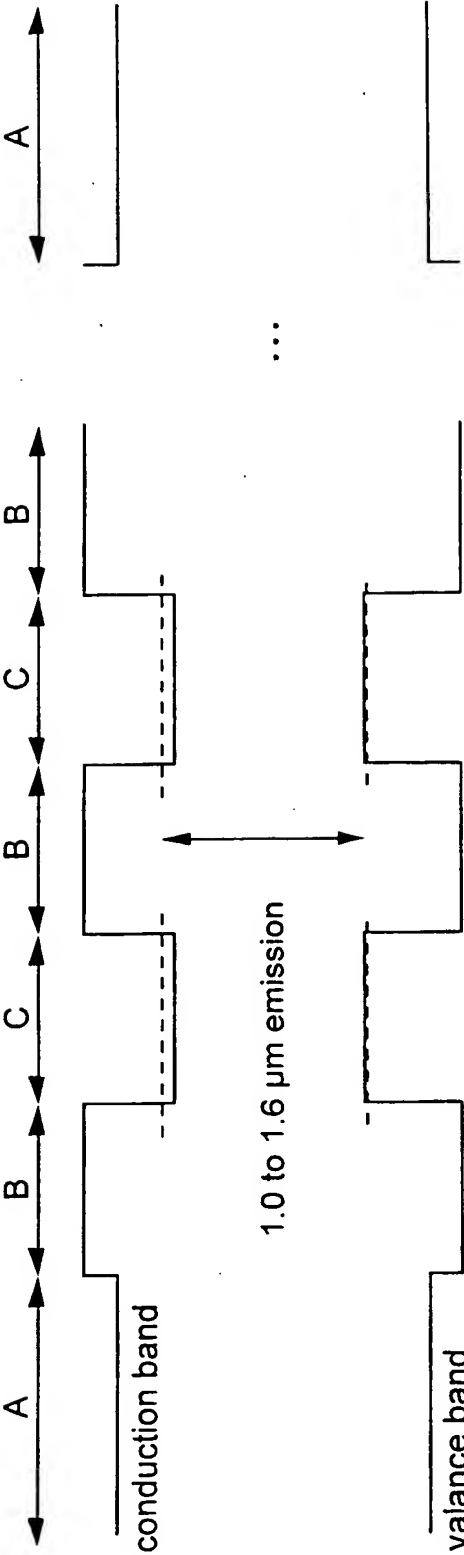 A B C B C B A
...
1.0 to 1.6 µm emission
conduction band
valance band